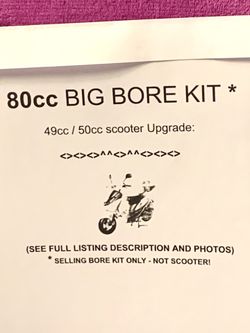 80cc BIG BORE KIT *
49cc / 50cc scooter Upgrade:
<><><>^^<>^^<><><>
(SEE FULL LISTING DESCRIPTION AND PHOTOS)
* SELLING BORE KIT ONLY - NOT SCOOTER!